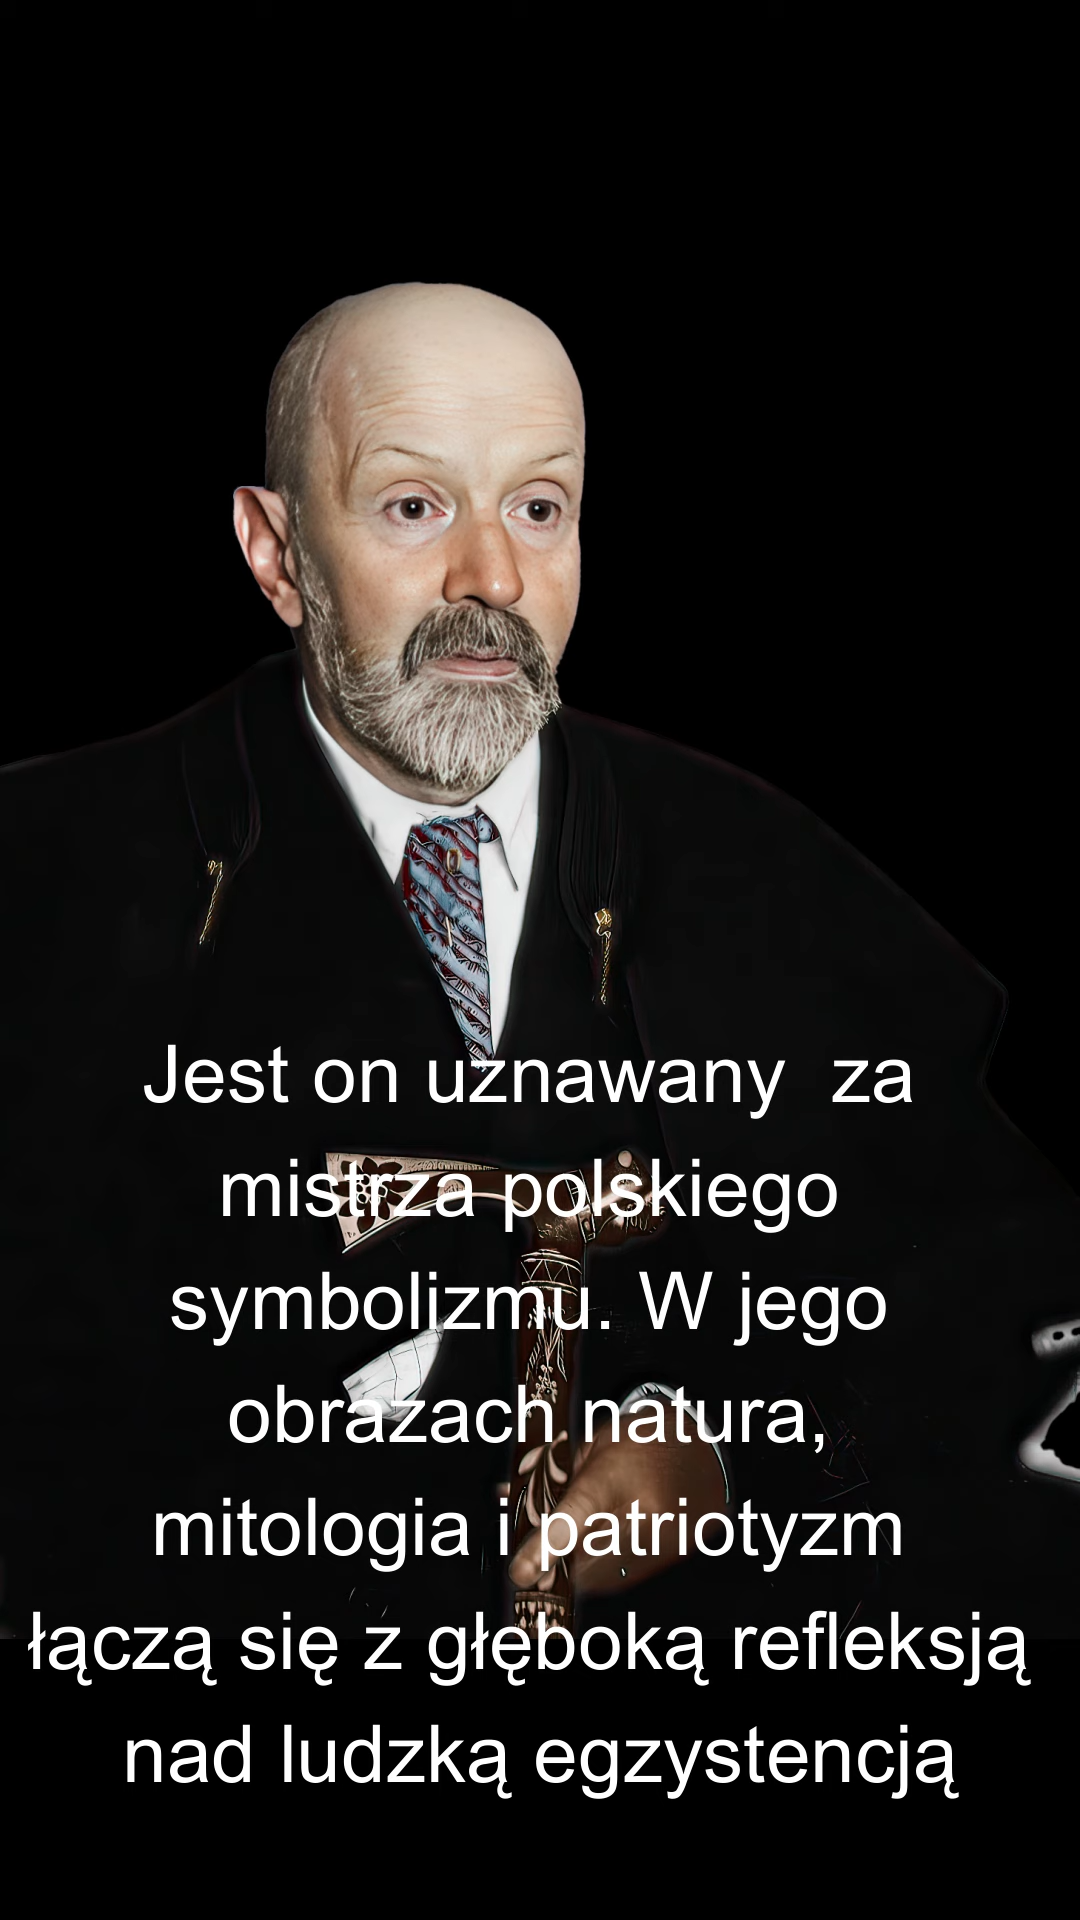 Jest on uznawany  za
mistrza polskiego
symbolizmu. W jego
obrazach natura,
mitologia i patriotyzm
łączą się z głęboką refleksją
nad ludzką egzystencją